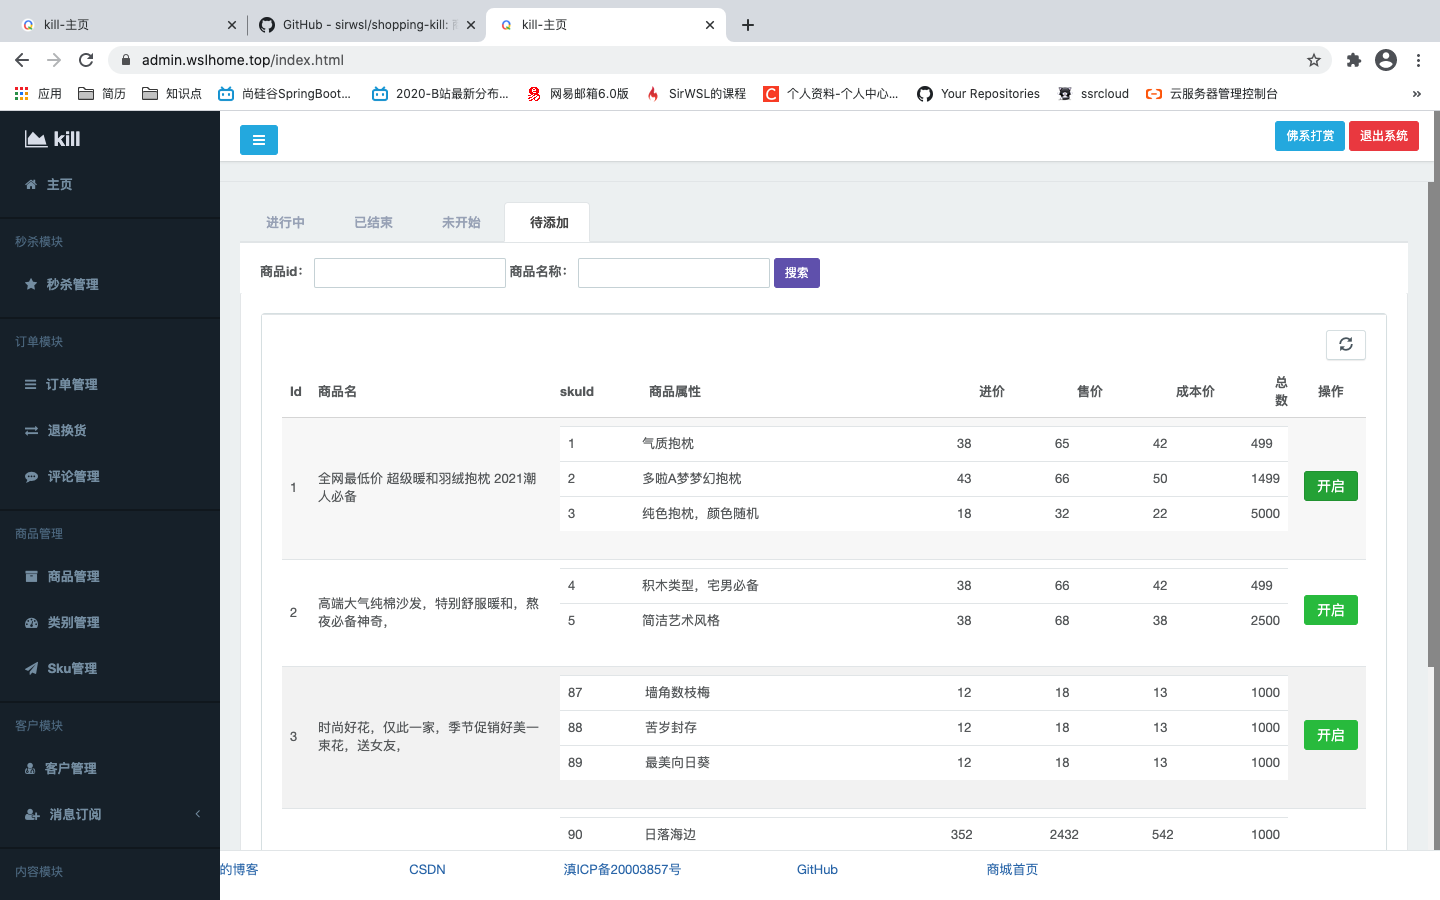 kill-主页
GitHub - sirwsl/shopping-kill:
kill-主页
admin.wslhome.top/index.html
应用
简历
知识点
尚硅谷SpringBoot...
2020-B站最新分布...
网易邮箱6.0版
SirWSL的课程
个人资料-个人中心...
Your Repositories
ssrcloud
云服务器管理控制台
»
kill
佛系打赏
退出系统
主页
秒杀模块
秒杀管理
订单模块
订单管理
退换货
评论管理
商品管理
商品管理
类别管理
Sku管理
客户模块
客户管理
消息订阅
内容模块
进行中 已结束 未开始 待添加
商品id： 商品名称： 搜索
Id 商品名 skuId 商品属性 进价 售价 成本价 总数 操作
1 全网最低价 超级暖和羽绒抱枕 2021潮
人必备
1 气质抱枕 38 65 42 499
2 多啦A梦梦幻抱枕 43 66 50 1499
3 纯色抱枕，颜色随机 18 32 22 5000
开启
2 高端大气纯棉沙发，特别舒服暖和，熬
夜必备神奇，
4 积木类型，宅男必备 38 66 42 499
5 简洁艺术风格 38 68 38 2500
开启
3 时尚好花，仅此一家，季节促销好美一
束花，送女友，
87 墙角数枝梅 12 18 13 1000
88 苦岁封存 12 18 13 1000
89 最美向日葵 12 18 13 1000
开启
90 日落海边 352 2432 542 1000
的博客 CSDN 滇ICP备20003857号 GitHub 商城首页